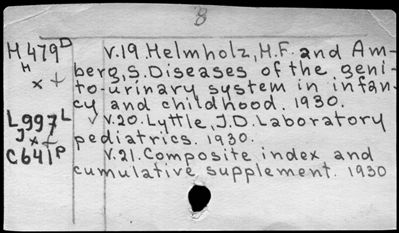 8
H479D V.19. Helmholz, H.F. and Am-
H x + berg, S. Diseases of the geni-
to-urinary system in infan-
cy and childhood. 1930.
L997L ✓ V.20. Lyttle, J.D. Laboratory
J x + pediatrics. 1930.
C641P V.21. Composite index and
cumulative supplement. 1930